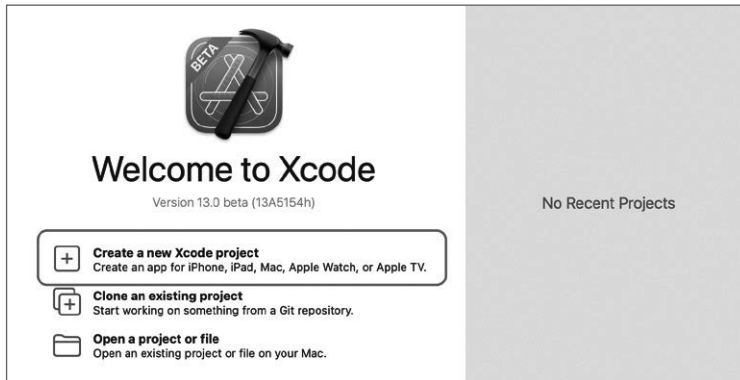 BETA
Welcome to Xcode
Version 13.0 beta (13A5154h)
Create a new Xcode project
Create an app for iPhone, iPad, Mac, Apple Watch, or Apple TV.
Clone an existing project
Start working on something from a Git repository.
Open a project or file
Open an existing project or file on your Mac.
No Recent Projects